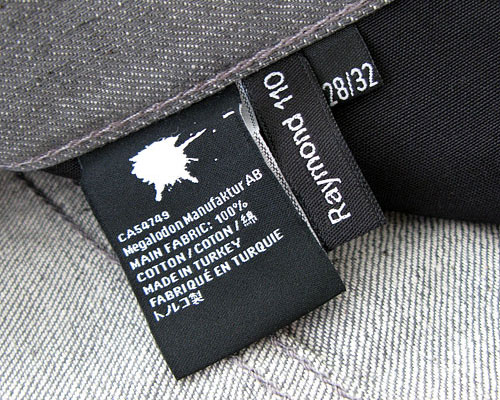 CA54749
Megalodon Manufaktur AB
MAIN FABRIC: 100%
COTTON / COTON / 綿
MADE IN TURKEY
FABRIQUÉ EN TURQUIE
トルコ製
Raymond 110
28/32